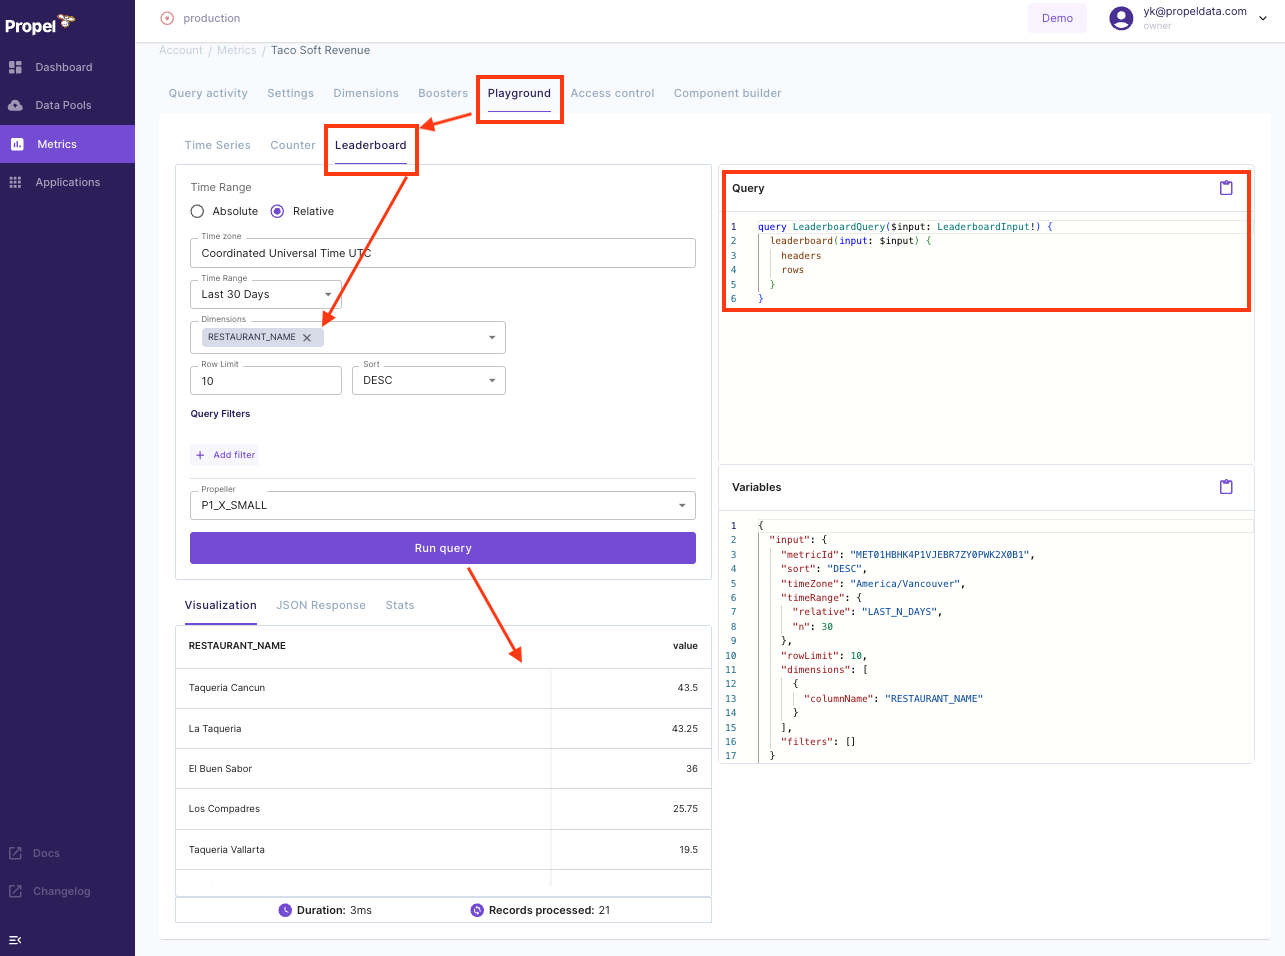 Propel
production
Demo
yk@propeldata.com
owner
Dashboard
Data Pools
Metrics
Applications
Docs
Changelog
Account / Metrics / Taco Soft Revenue
Query activity Settings Dimensions Boosters Playground Access control Component builder
Time Series Counter Leaderboard
Time Range
Absolute Relative
Time zone
Coordinated Universal Time UTC
Time Range
Last 30 Days
Dimensions
RESTAURANT_NAME
Row Limit
10
Sort
DESC
Query Filters
+ Add filter
Propeller
P1_X_SMALL
Run query
Visualization JSON Response Stats
RESTAURANT_NAME value
Taqueria Cancun 43.5
La Taqueria 43.25
El Buen Sabor 36
Los Compadres 25.75
Taqueria Vallarta 19.5
Duration: 3ms Records processed: 21
Query
1 query LeaderboardQuery($input: LeaderboardInput!) {
2 leaderboard(input: $input) {
3 headers
4 rows
5 }
6 }
Variables
1 {
2 "input": {
3 "metricId": "MET01HBHK4P1VJEBR7ZY0PWK2X0B1",
4 "sort": "DESC",
5 "timeZone": "America/Vancouver",
6 "timeRange": {
7 "relative": "LAST_N_DAYS",
8 "n": 30
9 },
10 "rowLimit": 10,
11 "dimensions": [
12 {
13 "columnName": "RESTAURANT_NAME"
14 }
15 ],
16 "filters": []
17 }